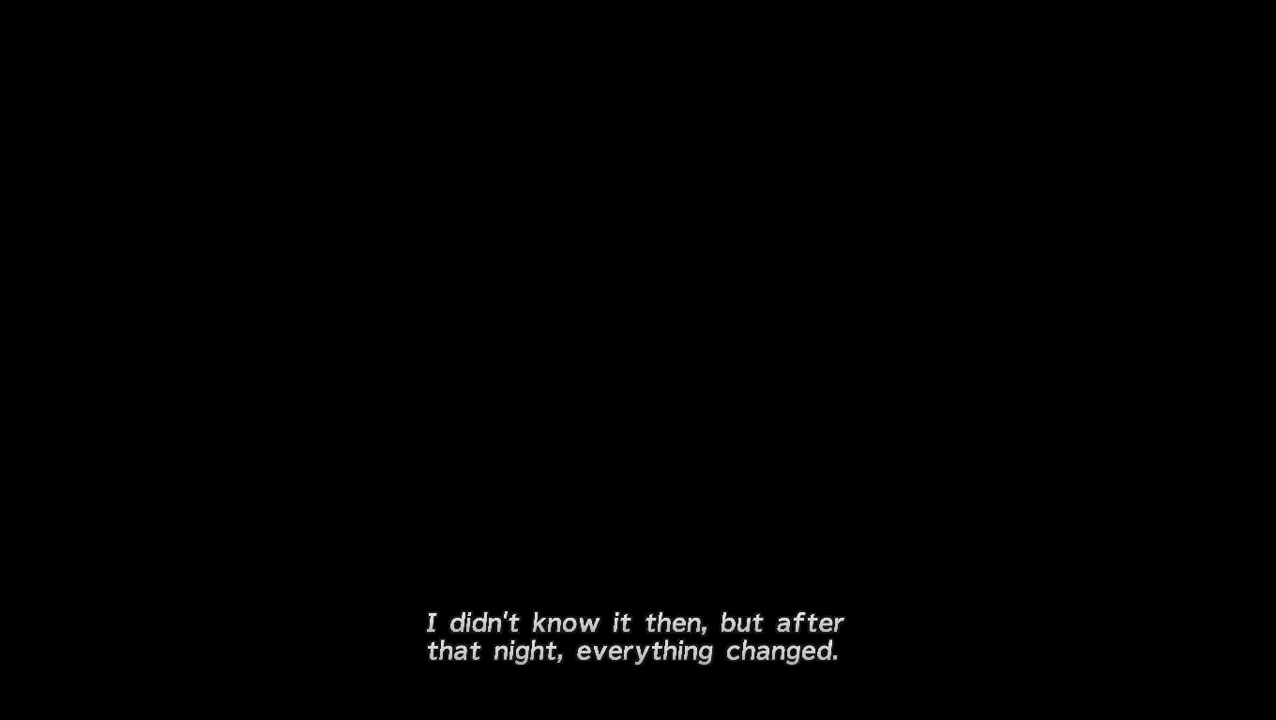 I didn't know it then, but after
that night, everything changed.